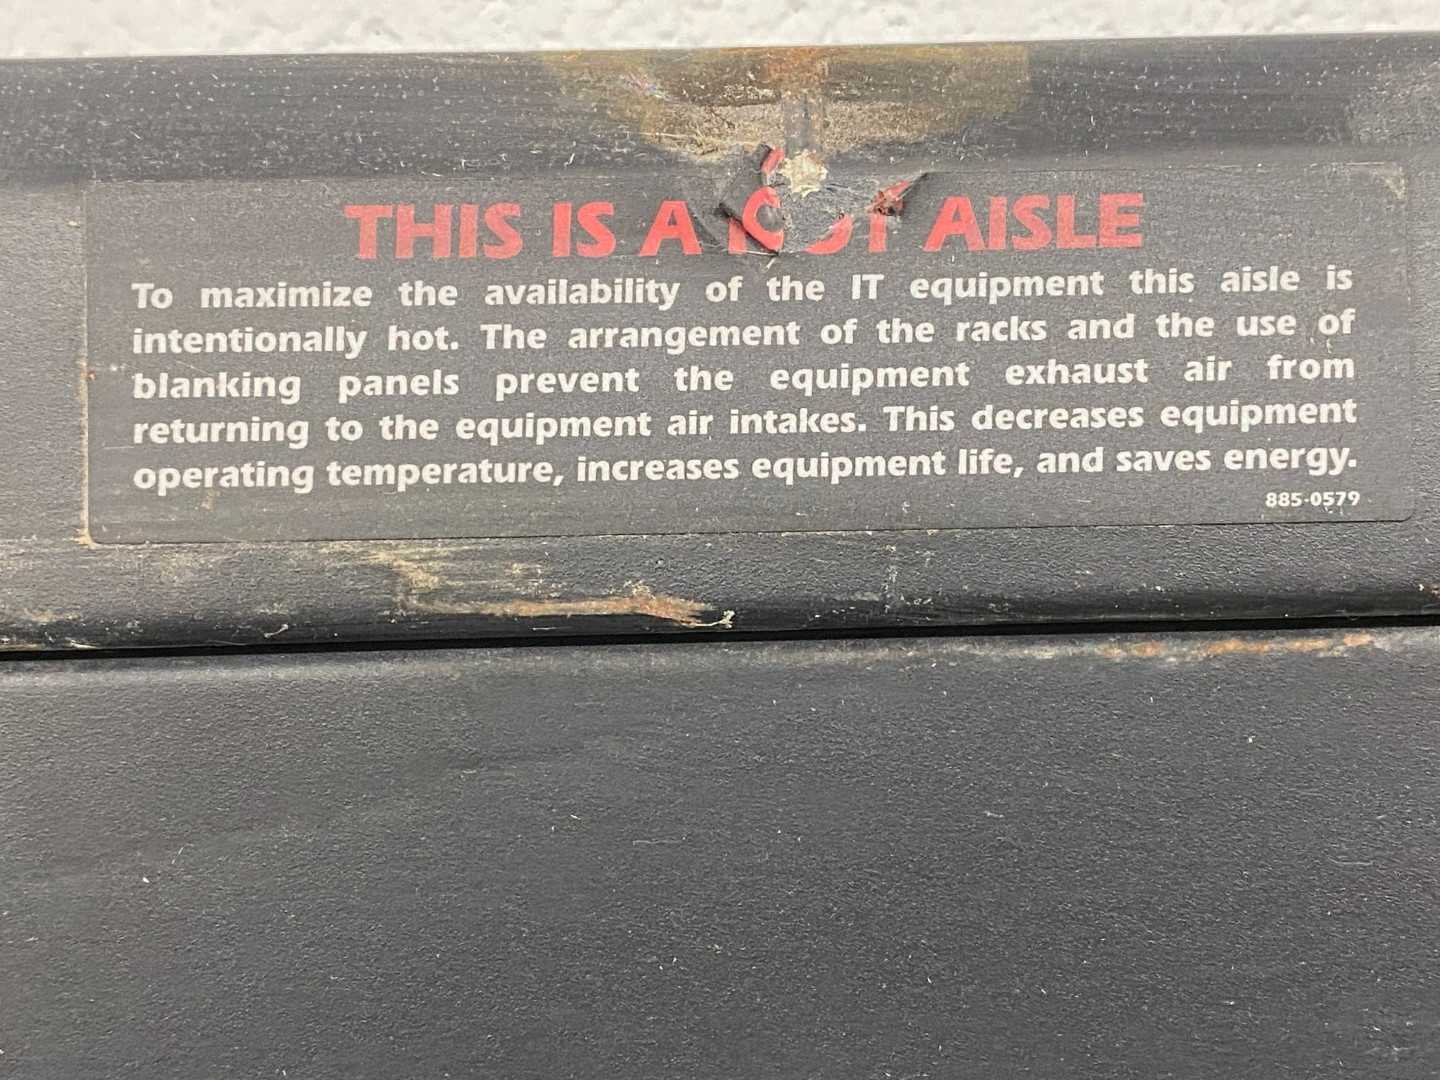 THIS IS A HOT AISLE
To maximize the availability of the IT equipment this aisle is
intentionally hot. The arrangement of the racks and the use of
blanking panels prevent the equipment exhaust air from
returning to the equipment air intakes. This decreases equipment
operating temperature, increases equipment life, and saves energy.
885-0579